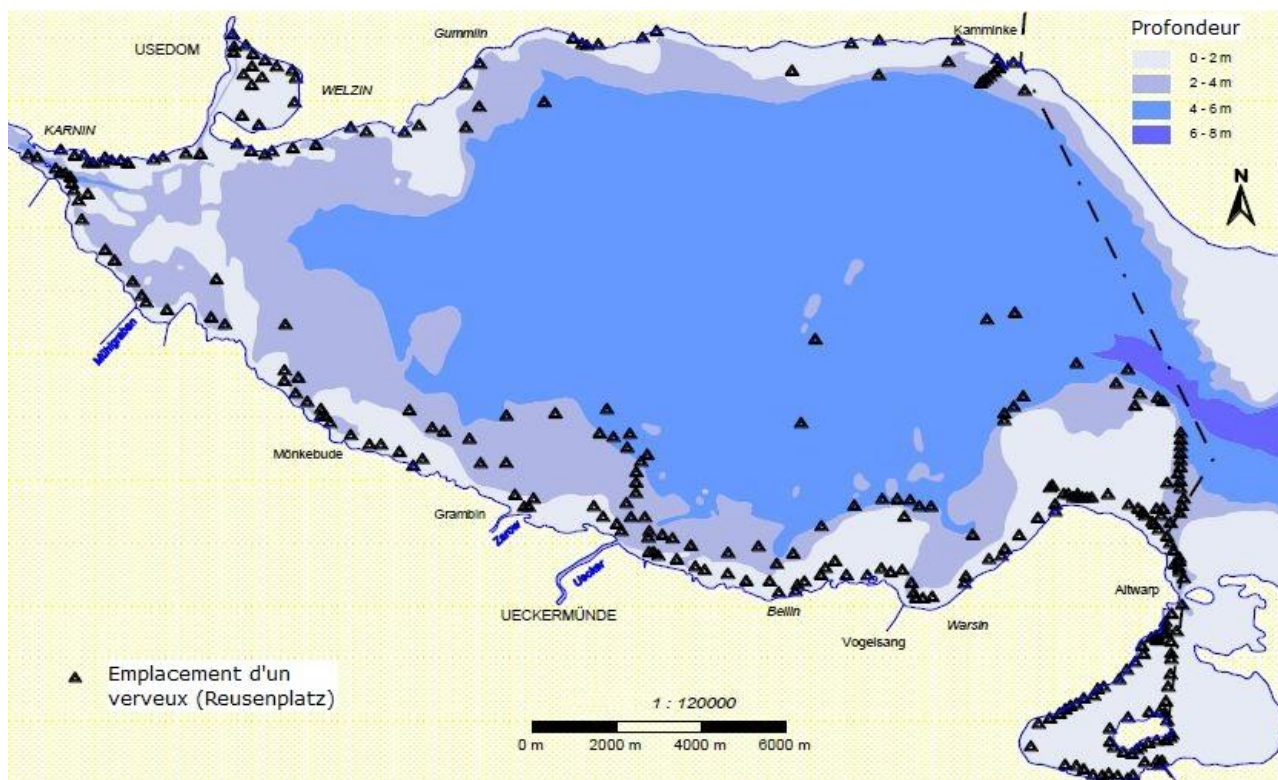 Kamminke
Profondeur
0 - 2 m
2 - 4 m
4 - 6 m
6 - 8 m
N
USEDOM
Gummlin
WELZIN
KARNIN
Mühlgraben
Mönkebude
Grambin
Zarow
Uecker
UECKERMÜNDE
Bellin
Vogelsang
Warsin
Altwarp
Emplacement d'un
verveux (Reusenplatz)
1 : 120000
0 m 2000 m 4000 m 6000 m